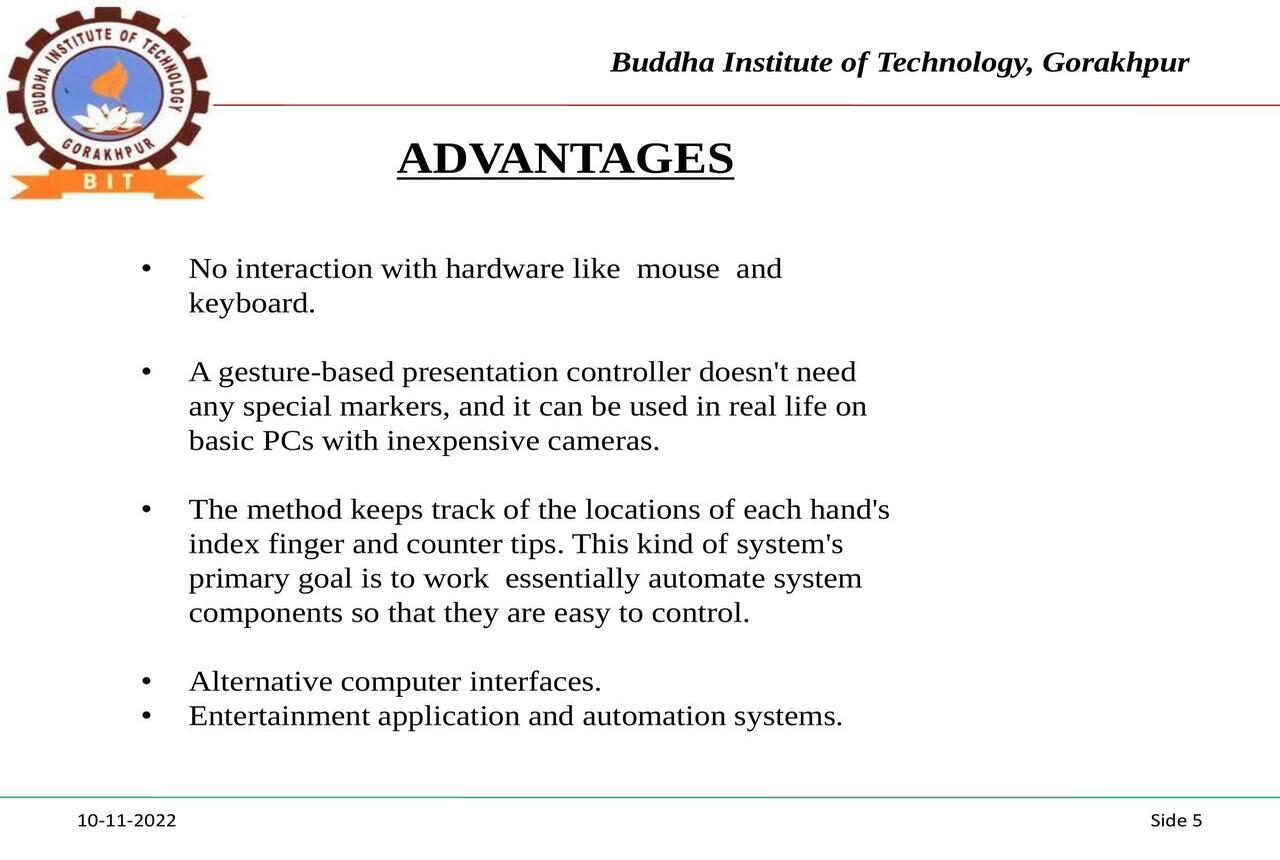 BUDDHA INSTITUTE OF TECHNOLOGY
GORAKHPUR
BIT
Buddha Institute of Technology, Gorakhpur
ADVANTAGES
• No interaction with hardware like  mouse  and
keyboard.
• A gesture-based presentation controller doesn't need
any special markers, and it can be used in real life on
basic PCs with inexpensive cameras.
• The method keeps track of the locations of each hand's
index finger and counter tips. This kind of system's
primary goal is to work  essentially automate system
components so that they are easy to control.
• Alternative computer interfaces.
• Entertainment application and automation systems.
10-11-2022
Side 5